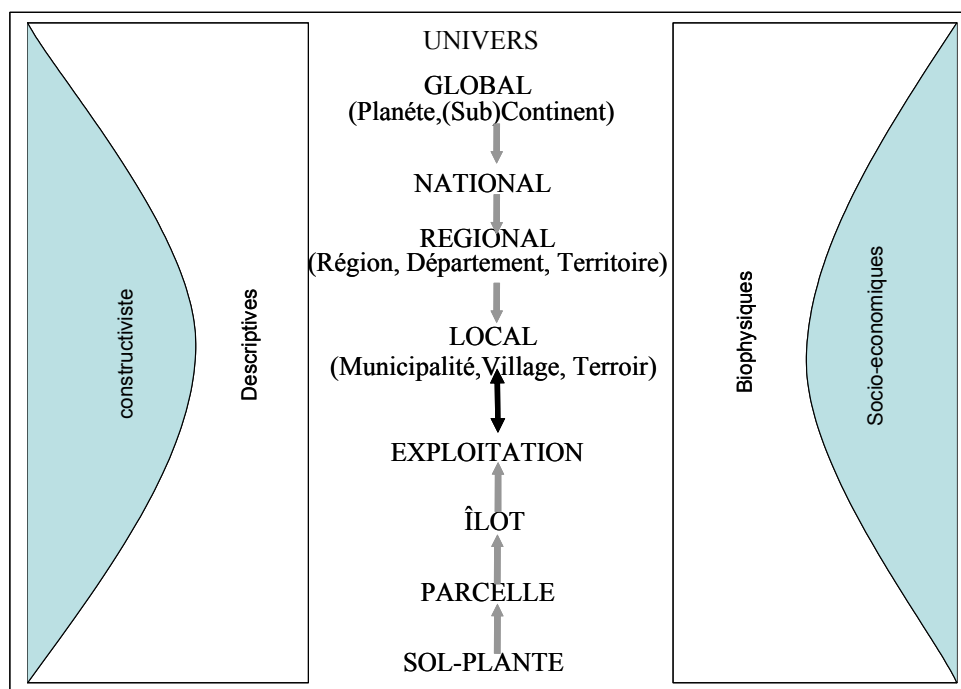 UNIVERS
GLOBAL
(Planéte,(Sub)Continent)
NATIONAL
REGIONAL
(Région, Département, Territoire)
LOCAL
(Municipalité,Village, Terroir)
EXPLOITATION
ÎLOT
PARCELLE
SOL-PLANTE
constructiviste
Descriptives
Biophysiques
Socio-economiques